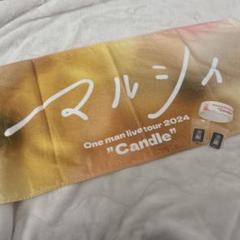 マルシィ
One man live tour 2024
"Candle"